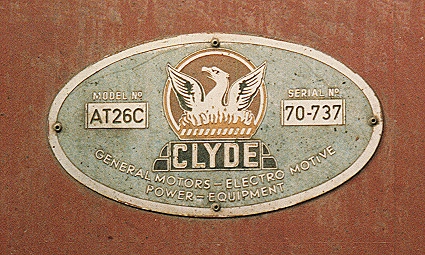 MODEL Nº
AT26C
SERIAL Nº
70-737
CLYDE
GENERAL MOTORS - ELECTRO MOTIVE
POWER - EQUIPMENT